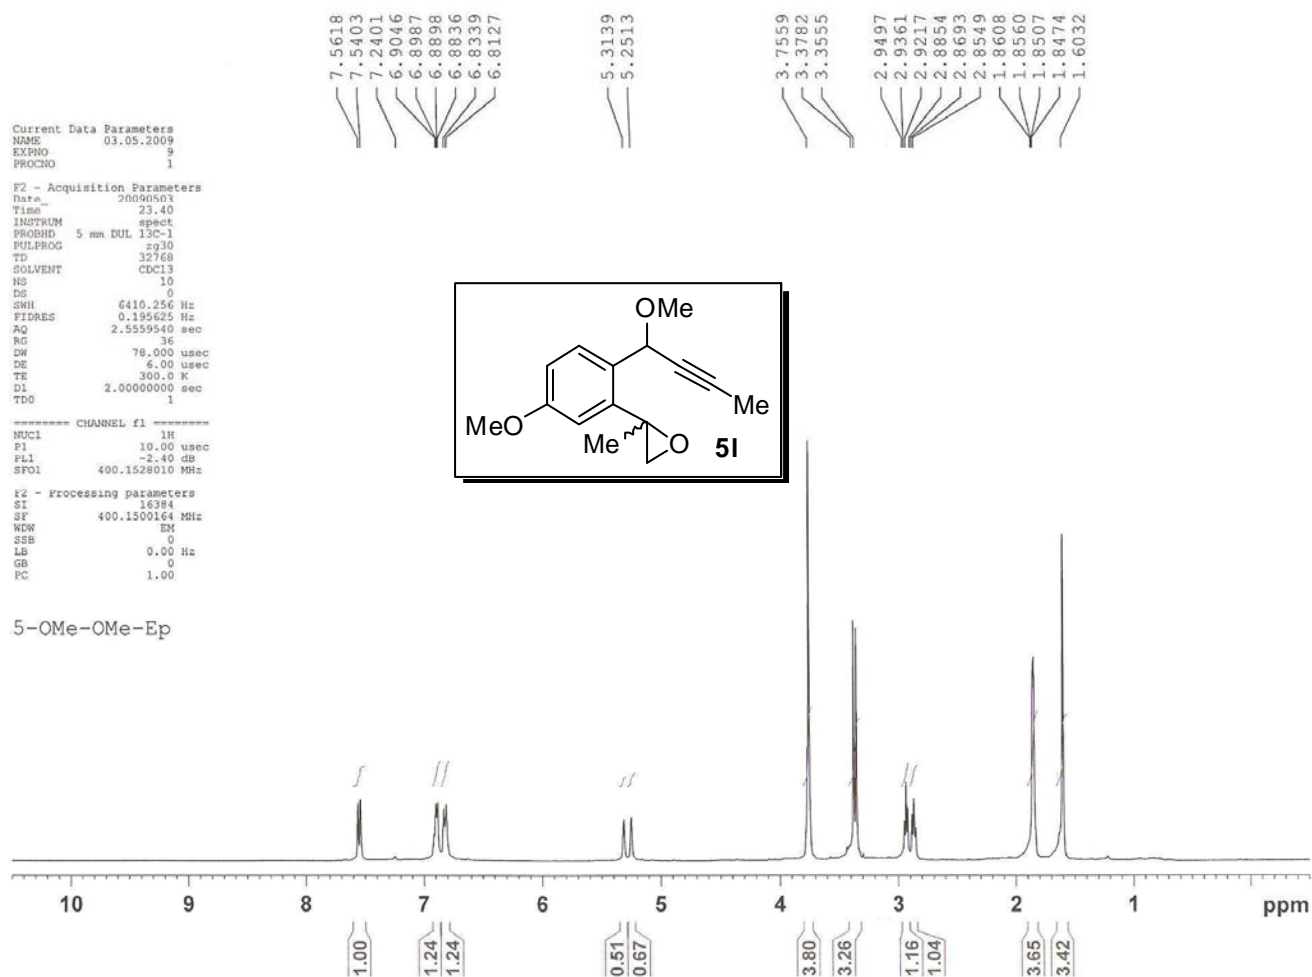 7.5618
7.5403
7.2401
6.9046
6.8987
6.8898
6.8836
6.8339
6.8127
5.3139
5.2513
3.7559
3.3782
3.3555
2.9497
2.9361
2.9217
2.8854
2.8693
2.8549
1.8608
1.8560
1.8507
1.8474
1.6032
Current Data Parameters
NAME 03.05.2009
EXPNO 9
PROCNO 1
F2 - Acquisition Parameters
Date_ 20090503
Time 23.40
INSTRUM spect
PROBHD 5 mm DUL 13C-1
PULPROG zg30
TD 32768
SOLVENT CDCl3
NS 10
DS 0
SWH 6410.256 Hz
FIDRES 0.195625 Hz
AQ 2.5559540 sec
RG 36
DW 78.000 usec
DE 6.00 usec
TE 300.0 K
D1 2.00000000 sec
TD0 1
======== CHANNEL f1 ========
NUC1 1H
P1 10.00 usec
PL1 -2.40 dB
SFO1 400.1528010 MHz
F2 - Processing parameters
SI 16384
SF 400.1500164 MHz
WDW EM
SSB 0
LB 0.00 Hz
GB 0
PC 1.00
5-OMe-OMe-Ep
OMe
Me
MeO
Me
O
5l
10 9 8 7 6 5 4 3 2 1 ppm
1.00
1.24
1.24
0.51
0.67
3.80
3.26
1.16
1.04
3.65
3.42